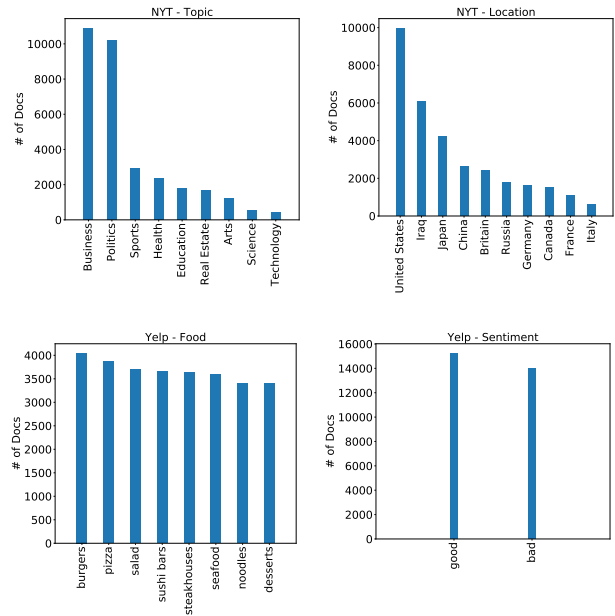 NYT - Topic
# of Docs
10000
8000
6000
4000
2000
0
Business
Politics
Sports
Health
Education
Real Estate
Arts
Science
Technology
NYT - Location
# of Docs
10000
8000
6000
4000
2000
0
United States
Iraq
Japan
China
Britain
Russia
Germany
Canada
France
Italy
Yelp - Food
# of Docs
4000
3500
3000
2500
2000
1500
1000
500
0
burgers
pizza
salad
sushi bars
steakhouses
seafood
noodles
desserts
Yelp - Sentiment
# of Docs
16000
14000
12000
10000
8000
6000
4000
2000
0
good
bad